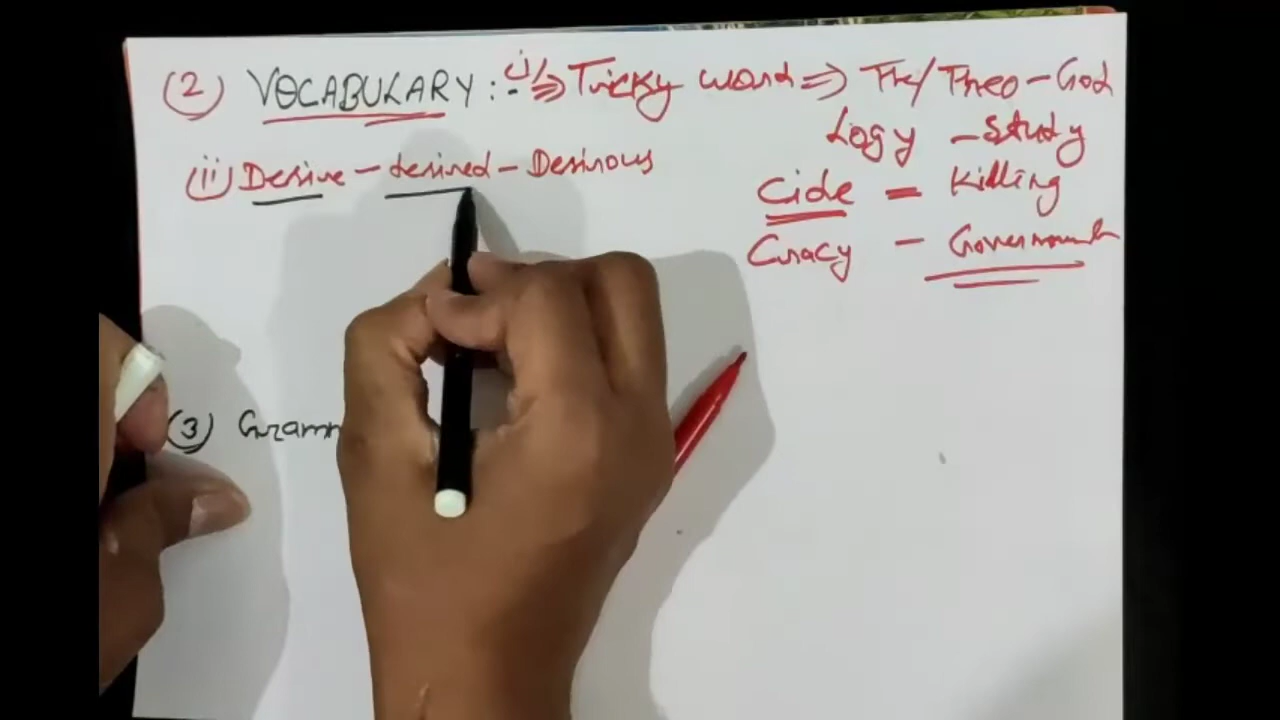 (2) VOCABULARY :- (i) ⇒ Tricky word ⇒ The/Theo - God
Logy - Study
(ii) Desire - desired - Desirous
Cide = Killing
Cracy - Government
(3) Gramm